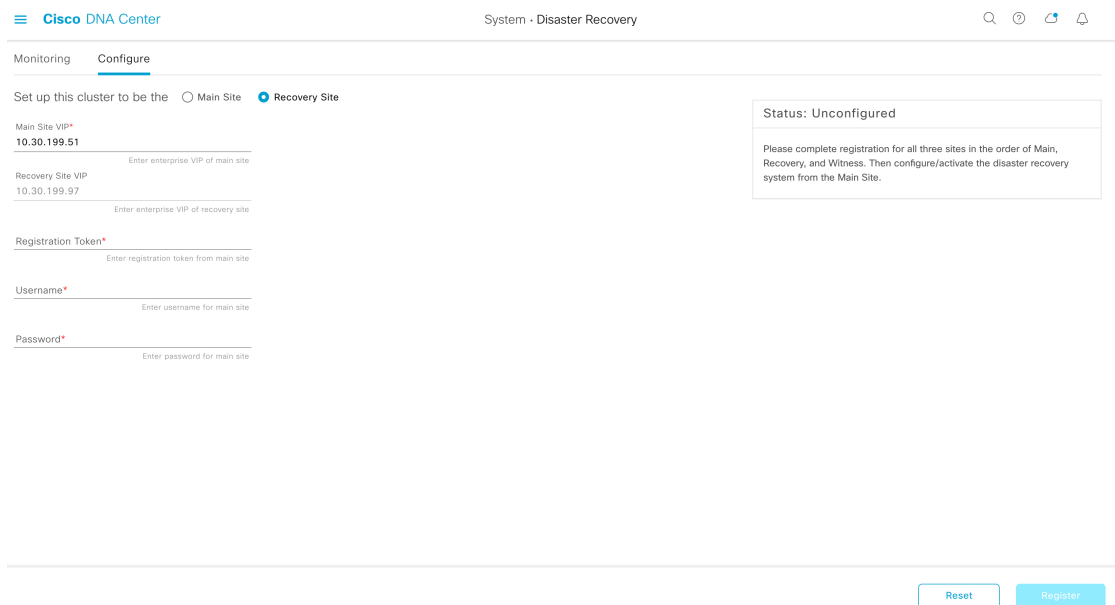 Cisco DNA Center
System · Disaster Recovery
Monitoring Configure
Set up this cluster to be the Main Site Recovery Site
Main Site VIP*
10.30.199.51
Enter enterprise VIP of main site
Recovery Site VIP
10.30.199.97
Enter enterprise VIP of recovery site
Registration Token*
Enter registration token from main site
Username*
Enter username for main site
Password*
Enter password for main site
Status: Unconfigured
Please complete registration for all three sites in the order of Main,
Recovery, and Witness. Then configure/activate the disaster recovery
system from the Main Site.
Reset Register